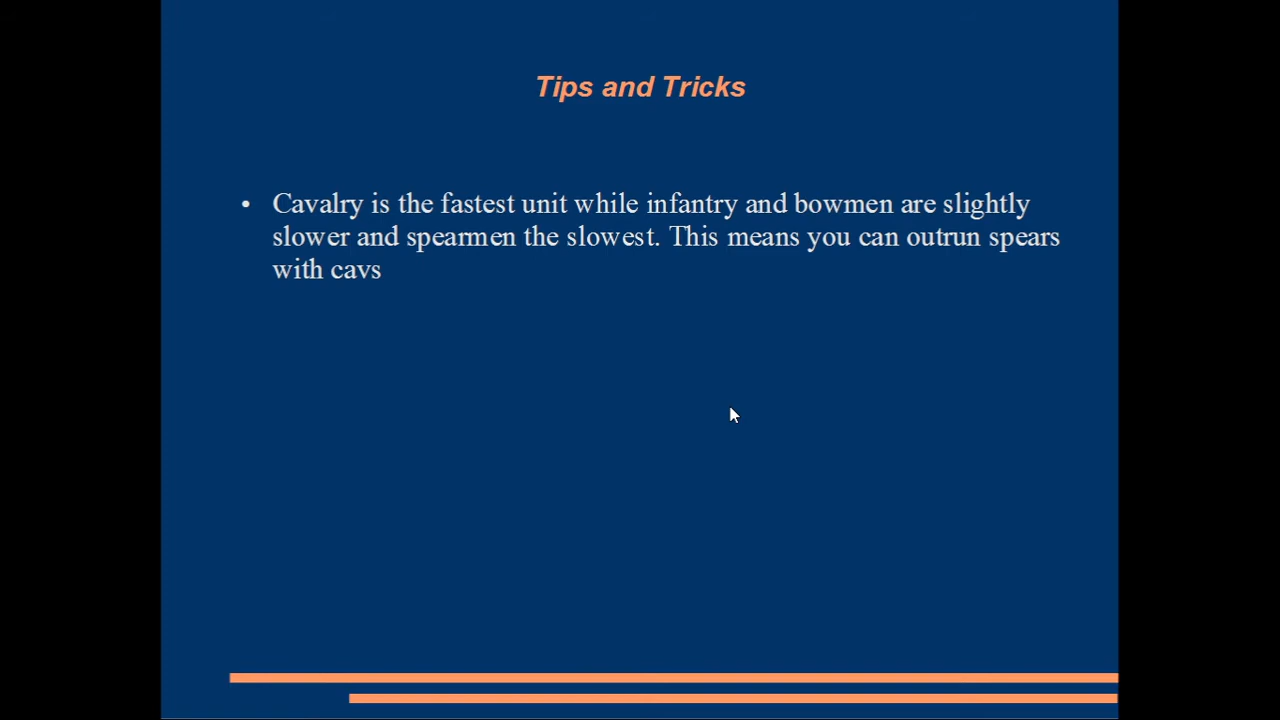 Tips and Tricks
• Cavalry is the fastest unit while infantry and bowmen are slightly
slower and spearmen the slowest. This means you can outrun spears
with cavs